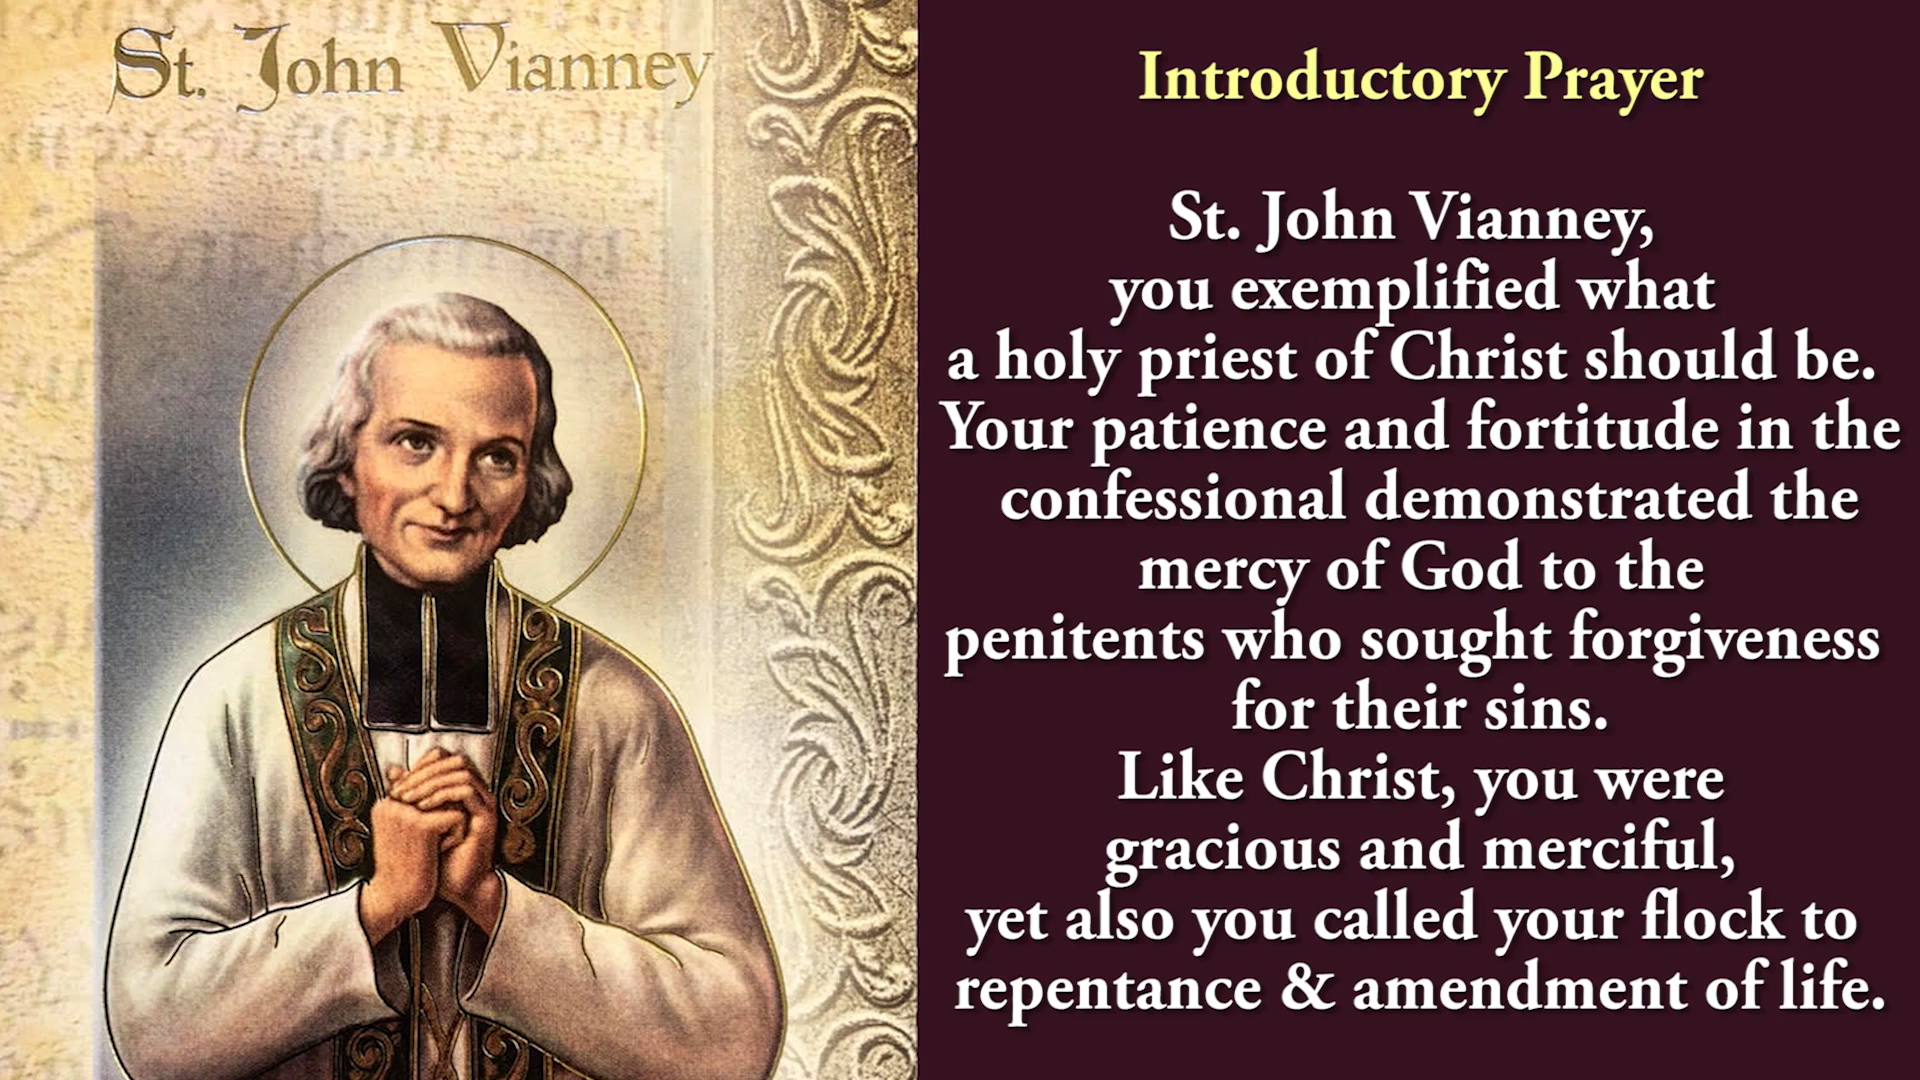 St. John Vianney
Introductory Prayer
St. John Vianney,
you exemplified what
a holy priest of Christ should be.
Your patience and fortitude in the
confessional demonstrated the
mercy of God to the
penitents who sought forgiveness
for their sins.
Like Christ, you were
gracious and merciful,
yet also you called your flock to
repentance & amendment of life.